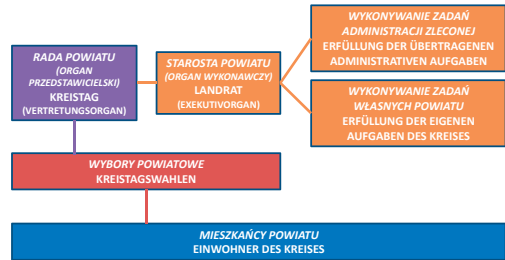 RADA POWIATU
(ORGAN
PRZEDSTAWICIELSKI)
KREISTAG
(VERTRETUNGSORGAN)
STAROSTA POWIATU
(ORGAN WYKONAWCZY)
LANDRAT
(EXEKUTIVORGAN)
WYKONYWANIE ZADAŃ
ADMINISTRACJI ZLECONEJ
ERFÜLLUNG DER ÜBERTRAGENEN
ADMINISTRATIVEN AUFGABEN
WYKONYWANIE ZADAŃ
WŁASNYCH POWIATU
ERFÜLLUNG DER EIGENEN
AUFGABEN DES KREISES
WYBORY POWIATOWE
KREISTAGSWAHLEN
MIESZKAŃCY POWIATU
EINWOHNER DES KREISES